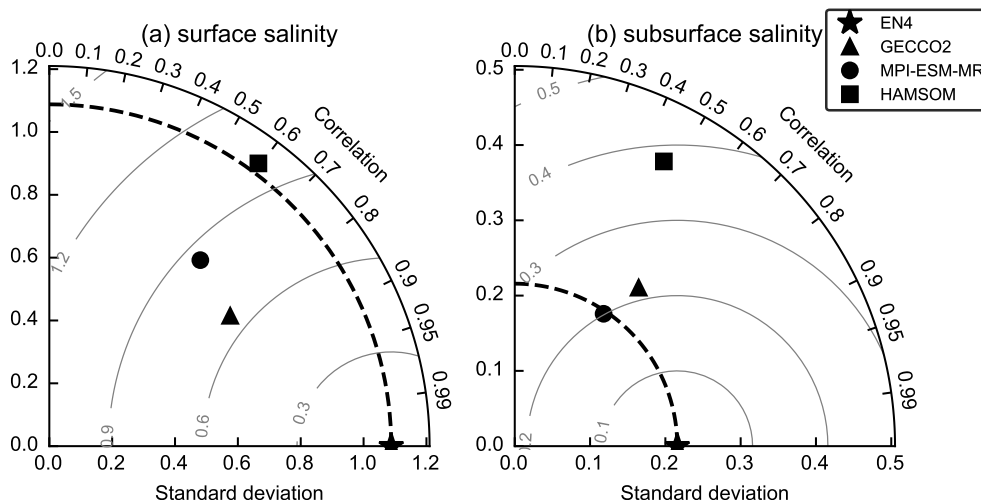 EN4
GECCO2
MPI-ESM-MR
HAMSOM
(a) surface salinity
0.0 0.1 0.2 0.3 0.4 0.5 0.6 0.7 0.8 0.9 0.95 0.99
Correlation
1.2
1.0
0.8
0.6
0.4
0.2
0.0
1.5
1.2
0.9
0.6
0.3
0.0 0.2 0.4 0.6 0.8 1.0 1.2
Standard deviation
(b) subsurface salinity
0.0 0.1 0.2 0.3 0.4 0.5 0.6 0.7 0.8 0.9 0.95 0.99
Correlation
0.5
0.4
0.3
0.2
0.1
0.0
0.5
0.4
0.3
.2
0.1
0.0 0.1 0.2 0.3 0.4 0.5
Standard deviation